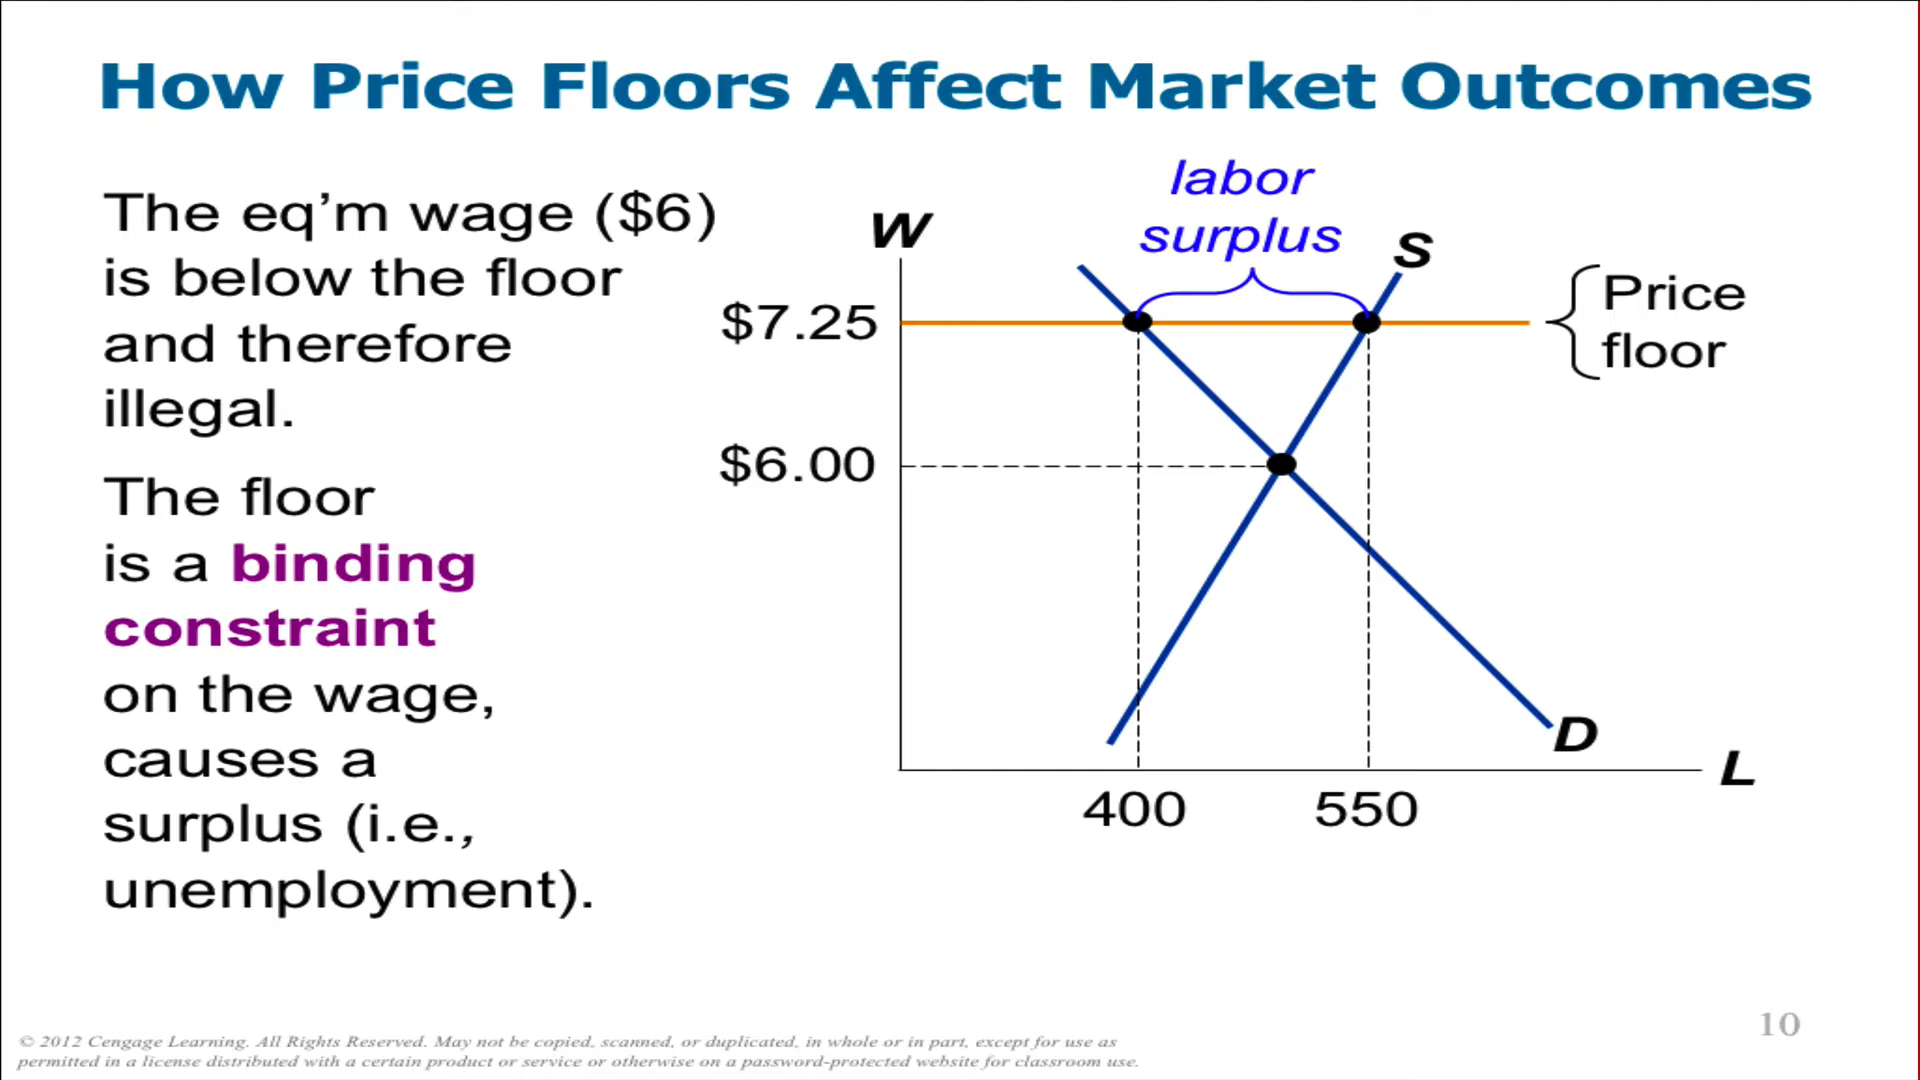 How Price Floors Affect Market Outcomes
The eq’m wage ($6)
is below the floor
and therefore
illegal.
The floor
is a binding
constraint
on the wage,
causes a
surplus (i.e.,
unemployment).
W
labor
surplus
S
Price
floor
$7.25
$6.00
D
L
400
550
10
© 2012 Cengage Learning. All Rights Reserved. May not be copied, scanned, or duplicated, in whole or in part, except for use as
permitted in a license distributed with a certain product or service or otherwise on a password-protected website for classroom use.